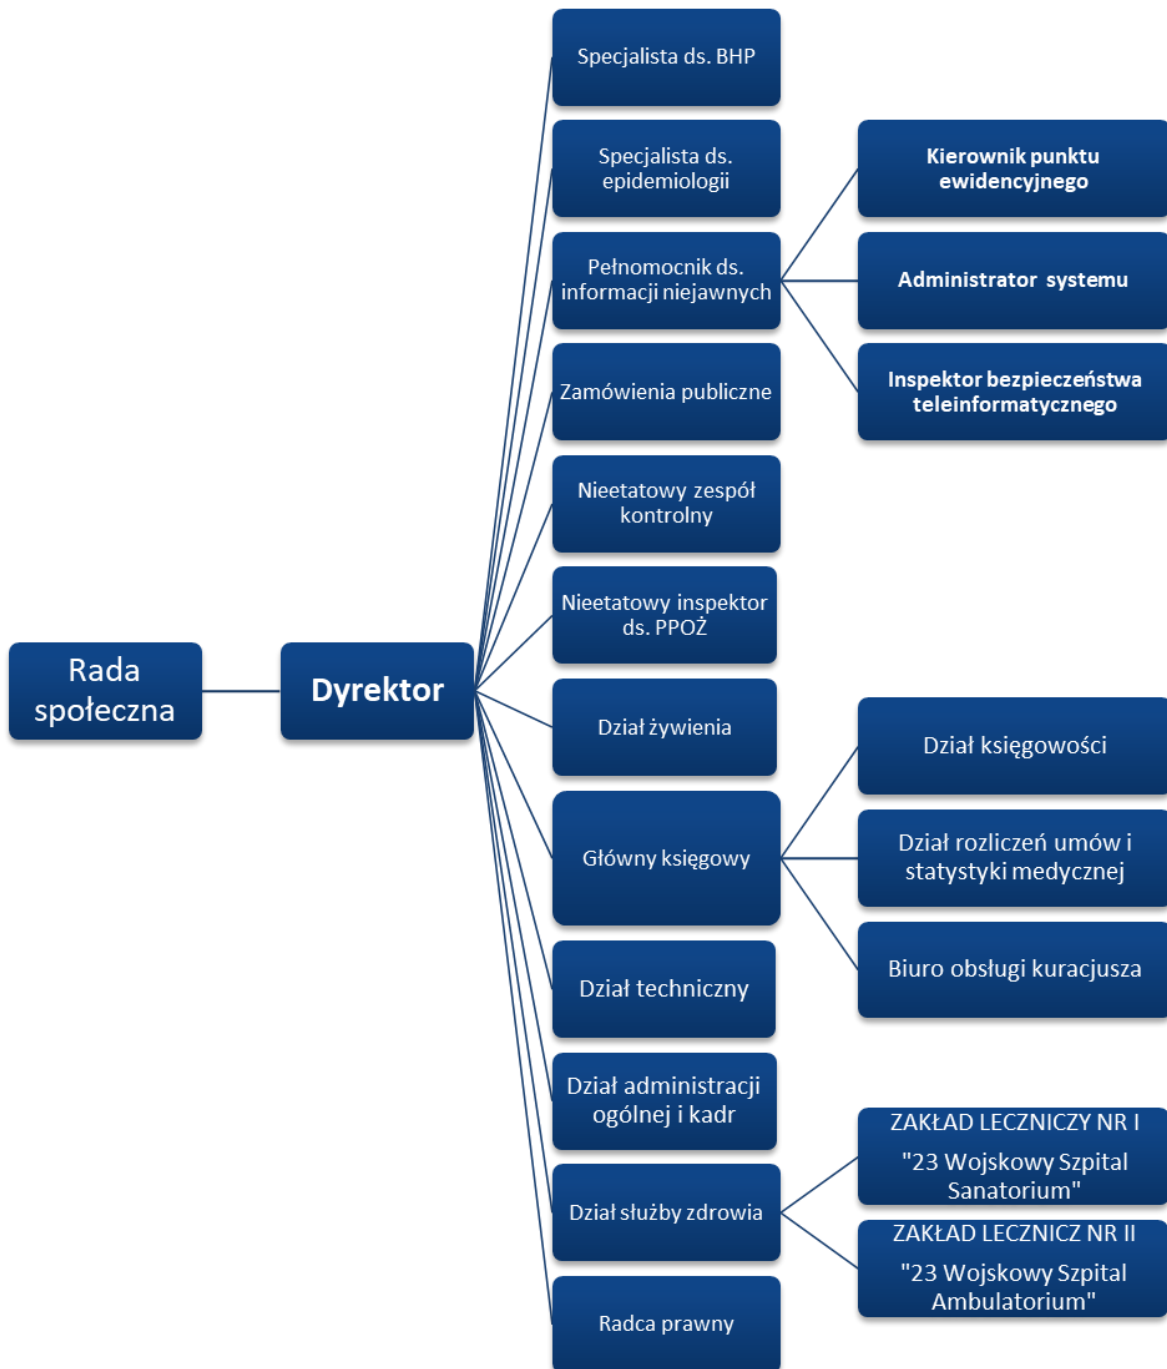 Rada
społeczna
Dyrektor
Specjalista ds. BHP
Specjalista ds.
epidemiologii
Pełnomocnik ds.
informacji niejawnych
Kierownik punktu
ewidencyjnego
Administrator systemu
Inspektor bezpieczeństwa
teleinformatycznego
Zamówienia publiczne
Nieetatowy zespół
kontrolny
Nieetatowy inspektor
ds. PPOŻ
Dział żywienia
Główny księgowy
Dział księgowości
Dział rozliczeń umów i
statystyki medycznej
Biuro obsługi kuracjusza
Dział techniczny
Dział administracji
ogólnej i kadr
Dział służby zdrowia
ZAKŁAD LECZNICZY NR I
"23 Wojskowy Szpital
Sanatorium"
ZAKŁAD LECZNICZ NR II
"23 Wojskowy Szpital
Ambulatorium"
Radca prawny